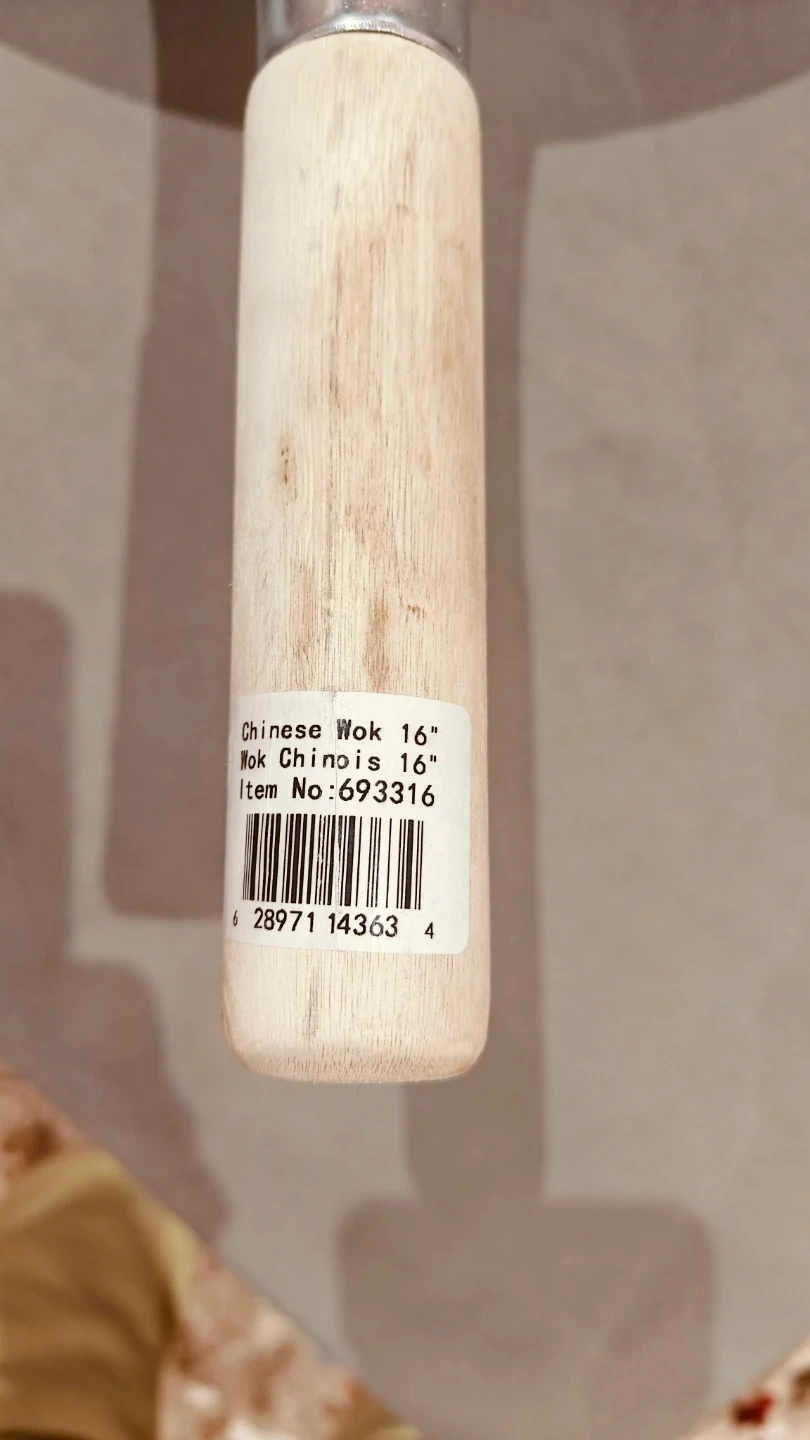 Chinese Wok 16"
Wok Chinois 16"
Item No:693316
6 28971 14363 4